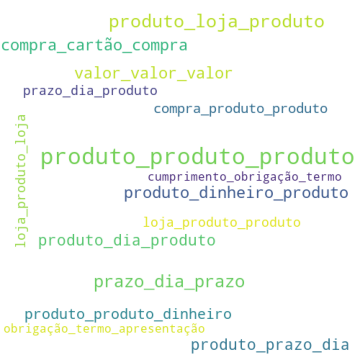 produto_loja_produto
compra_cartão_compra
valor_valor_valor
prazo_dia_produto
compra_produto_produto
loja_produto_loja
produto_produto_produto
cumprimento_obrigação_termo
produto_dinheiro_produto
loja_produto_produto
produto_dia_produto
prazo_dia_prazo
produto_produto_dinheiro
obrigação_termo_apresentação
produto_prazo_dia